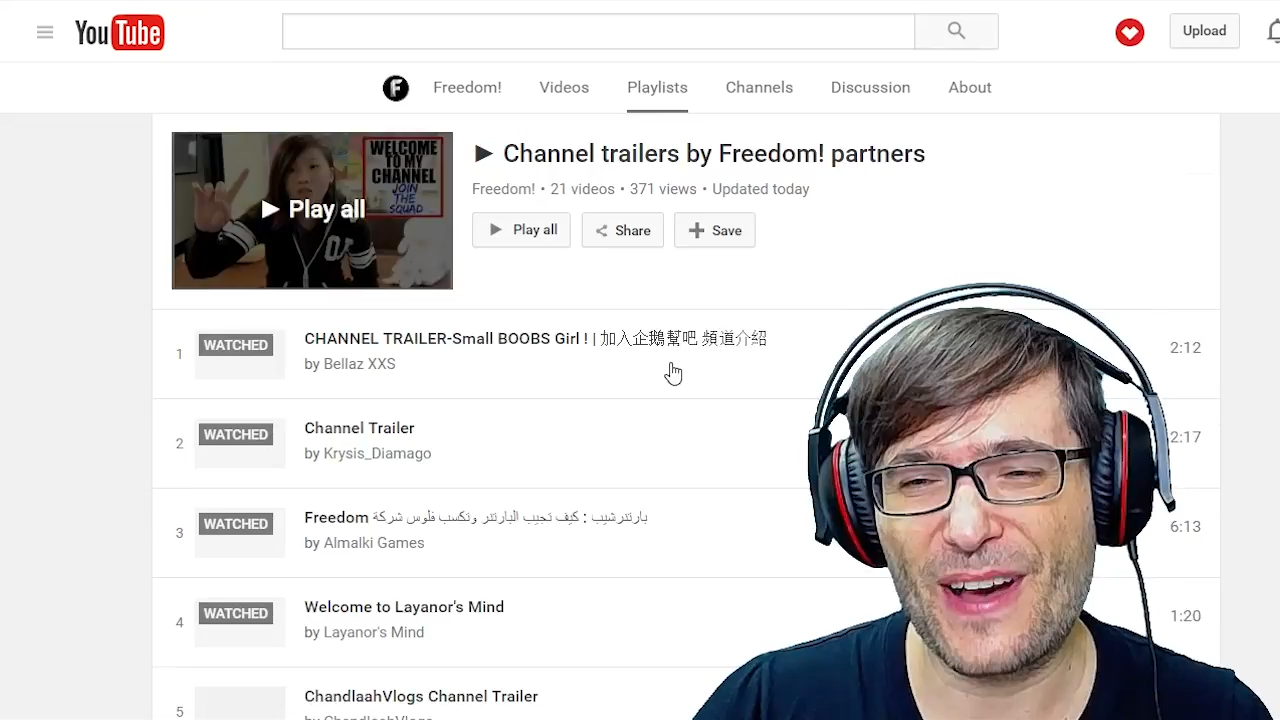 YouTube
Upload
F
Freedom!
Videos
Playlists
Channels
Discussion
About
WELCOME
TO MY
CHANNEL
JOIN
THE
SQUAD
Play all
► Channel trailers by Freedom! partners
Freedom! • 21 videos • 371 views • Updated today
Play all
Share
Save
1
WATCHED
CHANNEL TRAILER-Small BOOBS Girl ! | 加入企鵝幫吧 頻道介绍
by Bellaz XXS
2:12
2
WATCHED
Channel Trailer
by Krysis_Diamago
2:17
3
WATCHED
Freedom بارتنرشيب : كيف تجيب البارتنر وتكسب فلوس شركة
by Almalki Games
6:13
4
WATCHED
Welcome to Layanor's Mind
by Layanor's Mind
1:20
5
ChandlaahVlogs Channel Trailer
by ChandlaahVlogs